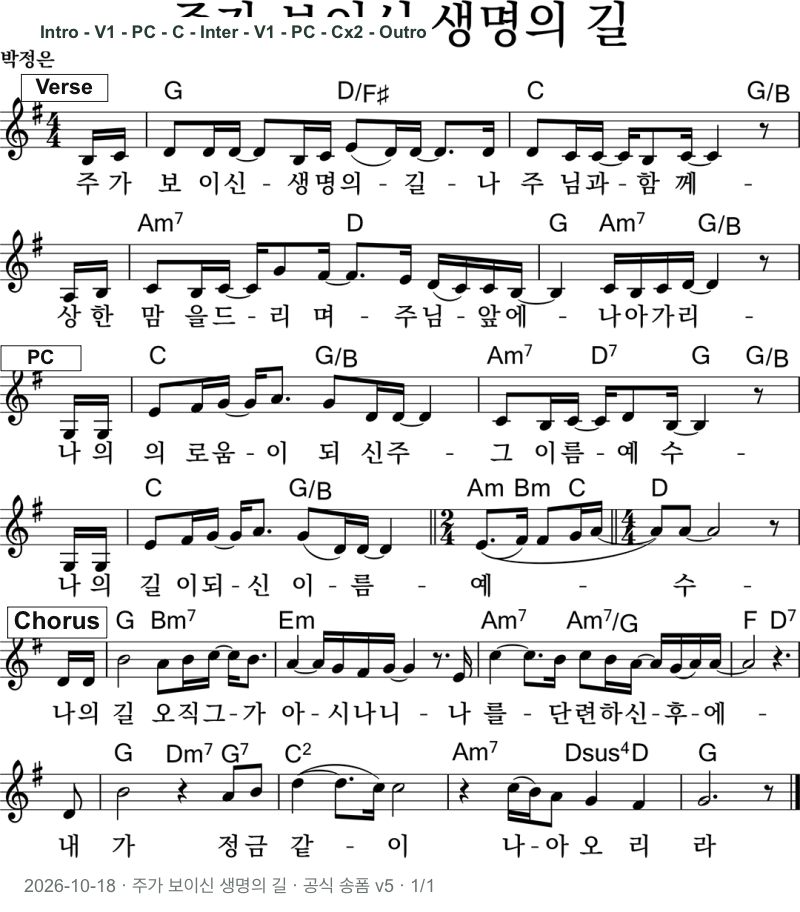 주가 보이신 생명의 길
Intro - V1 - PC - C - Inter - V1 - PC - Cx2 - Outro
박정은
Verse
G D/F♯ C G/B
주 가 보 이신 - 생명의 - 길 - 나 주 님과 - 함 께 -
Am7 D G Am7 G/B
상 한 맘 을드 - 리 며 - 주님 - 앞에 - 나아가리 -
PC
C G/B Am7 D7 G G/B
나 의 의 로움 - 이 되 신주 - 그 이름 - 예 수 -
C G/B Am Bm C D
나 의 길 이되 - 신 이 - 름 - 예 - 수 -
Chorus
G Bm7 Em Am7 Am7/G F D7
나의 길 오직그 - 가 아 - 시나니 - 나 를 - 단련하신 - 후 - 에 -
G Dm7 G7 C2 Am7 Dsus4 D G
내 가 정금 같 - 이 나 - 아 오 리 라
2026-10-18 · 주가 보이신 생명의 길 · 공식 송폼 v5 · 1/1